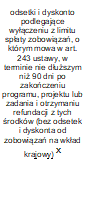 odsetki i dyskonto
podlegające
wyłączeniu z limitu
spłaty zobowiązań, o
którym mowa w art.
243 ustawy, w
terminie nie dłuższym
niż 90 dni po
zakończeniu
programu, projektu lub
zadania i otrzymaniu
refundacji z tych
środków (bez odsetek
i dyskonta od
zobowiązań na wkład
krajowy) x